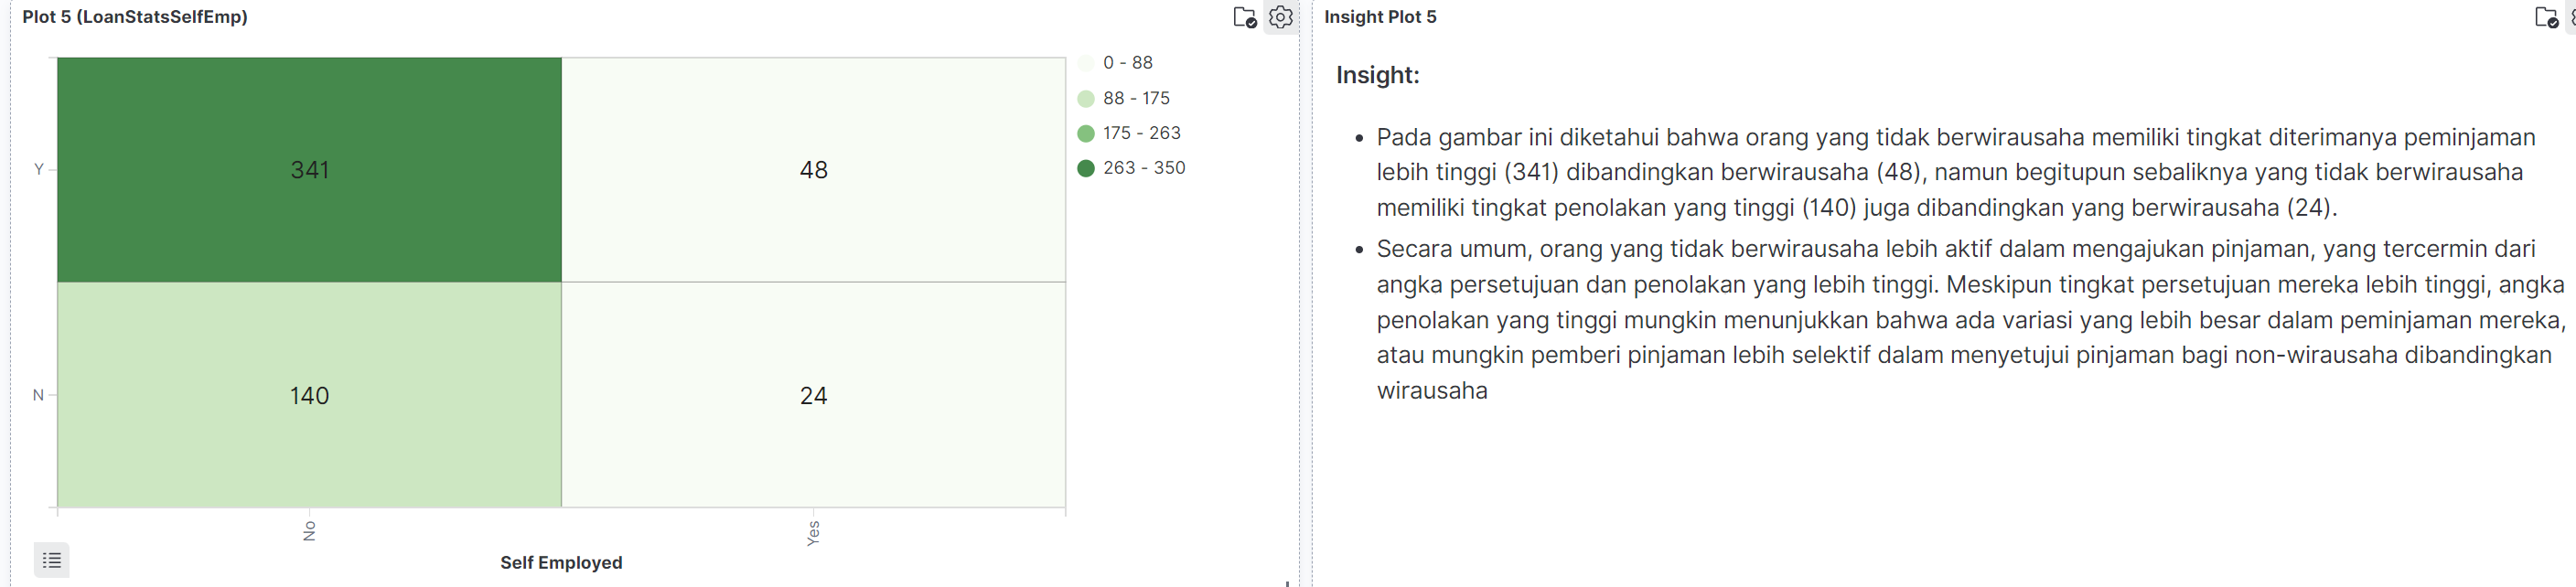 Plot 5 (LoanStatsSelfEmp)
0 - 88
88 - 175
175 - 263
263 - 350
Y
341
48
N
140
24
No
Yes
Self Employed
Insight Plot 5
Insight:
• Pada gambar ini diketahui bahwa orang yang tidak berwirausaha memiliki tingkat diterimanya peminjaman
lebih tinggi (341) dibandingkan berwirausaha (48), namun begitupun sebaliknya yang tidak berwirausaha
memiliki tingkat penolakan yang tinggi (140) juga dibandingkan yang berwirausaha (24).
• Secara umum, orang yang tidak berwirausaha lebih aktif dalam mengajukan pinjaman, yang tercermin dari
angka persetujuan dan penolakan yang lebih tinggi. Meskipun tingkat persetujuan mereka lebih tinggi, angka
penolakan yang tinggi mungkin menunjukkan bahwa ada variasi yang lebih besar dalam peminjaman mereka,
atau mungkin pemberi pinjaman lebih selektif dalam menyetujui pinjaman bagi non-wirausaha dibandingkan
wirausaha